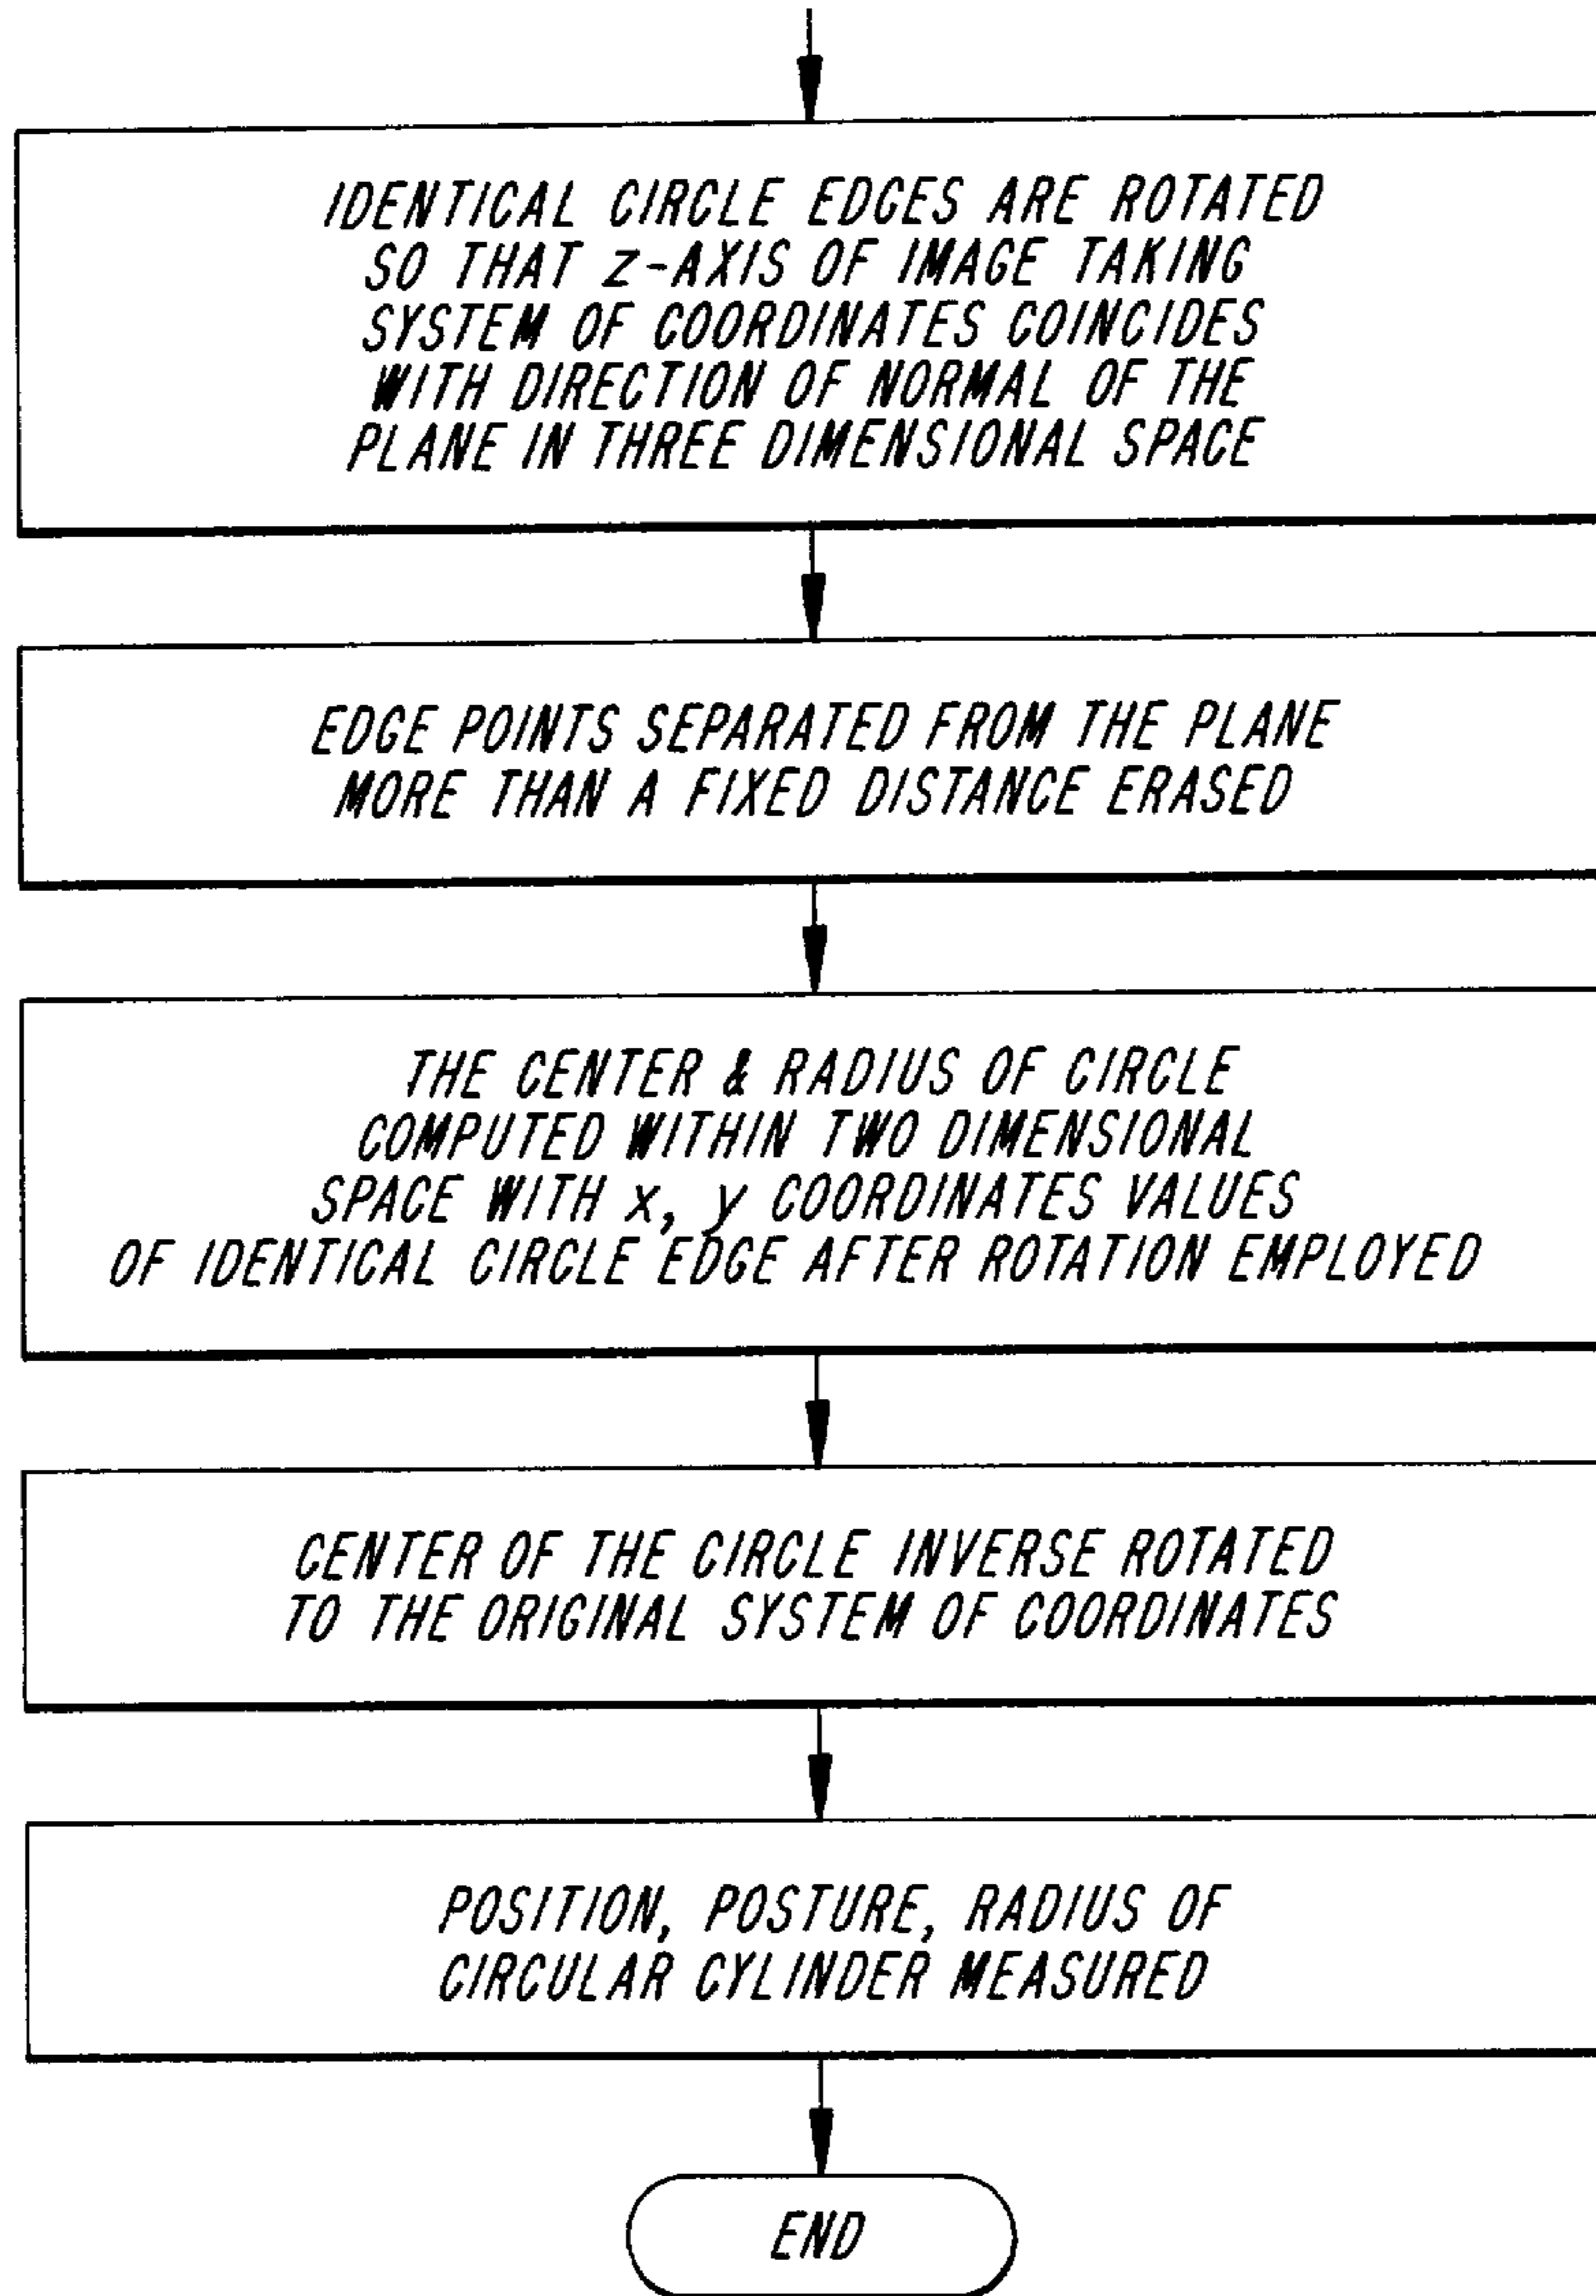 IDENTICAL CIRCLE EDGES ARE ROTATED
SO THAT z-AXIS OF IMAGE TAKING
SYSTEM OF COORDINATES COINCIDES
WITH DIRECTION OF NORMAL OF THE
PLANE IN THREE DIMENSIONAL SPACE
EDGE POINTS SEPARATED FROM THE PLANE
MORE THAN A FIXED DISTANCE ERASED
THE CENTER & RADIUS OF CIRCLE
COMPUTED WITHIN TWO DIMENSIONAL
SPACE WITH x, y COORDINATES VALUES
OF IDENTICAL CIRCLE EDGE AFTER ROTATION EMPLOYED
CENTER OF THE CIRCLE INVERSE ROTATED
TO THE ORIGINAL SYSTEM OF COORDINATES
POSITION, POSTURE, RADIUS OF
CIRCULAR CYLINDER MEASURED
END